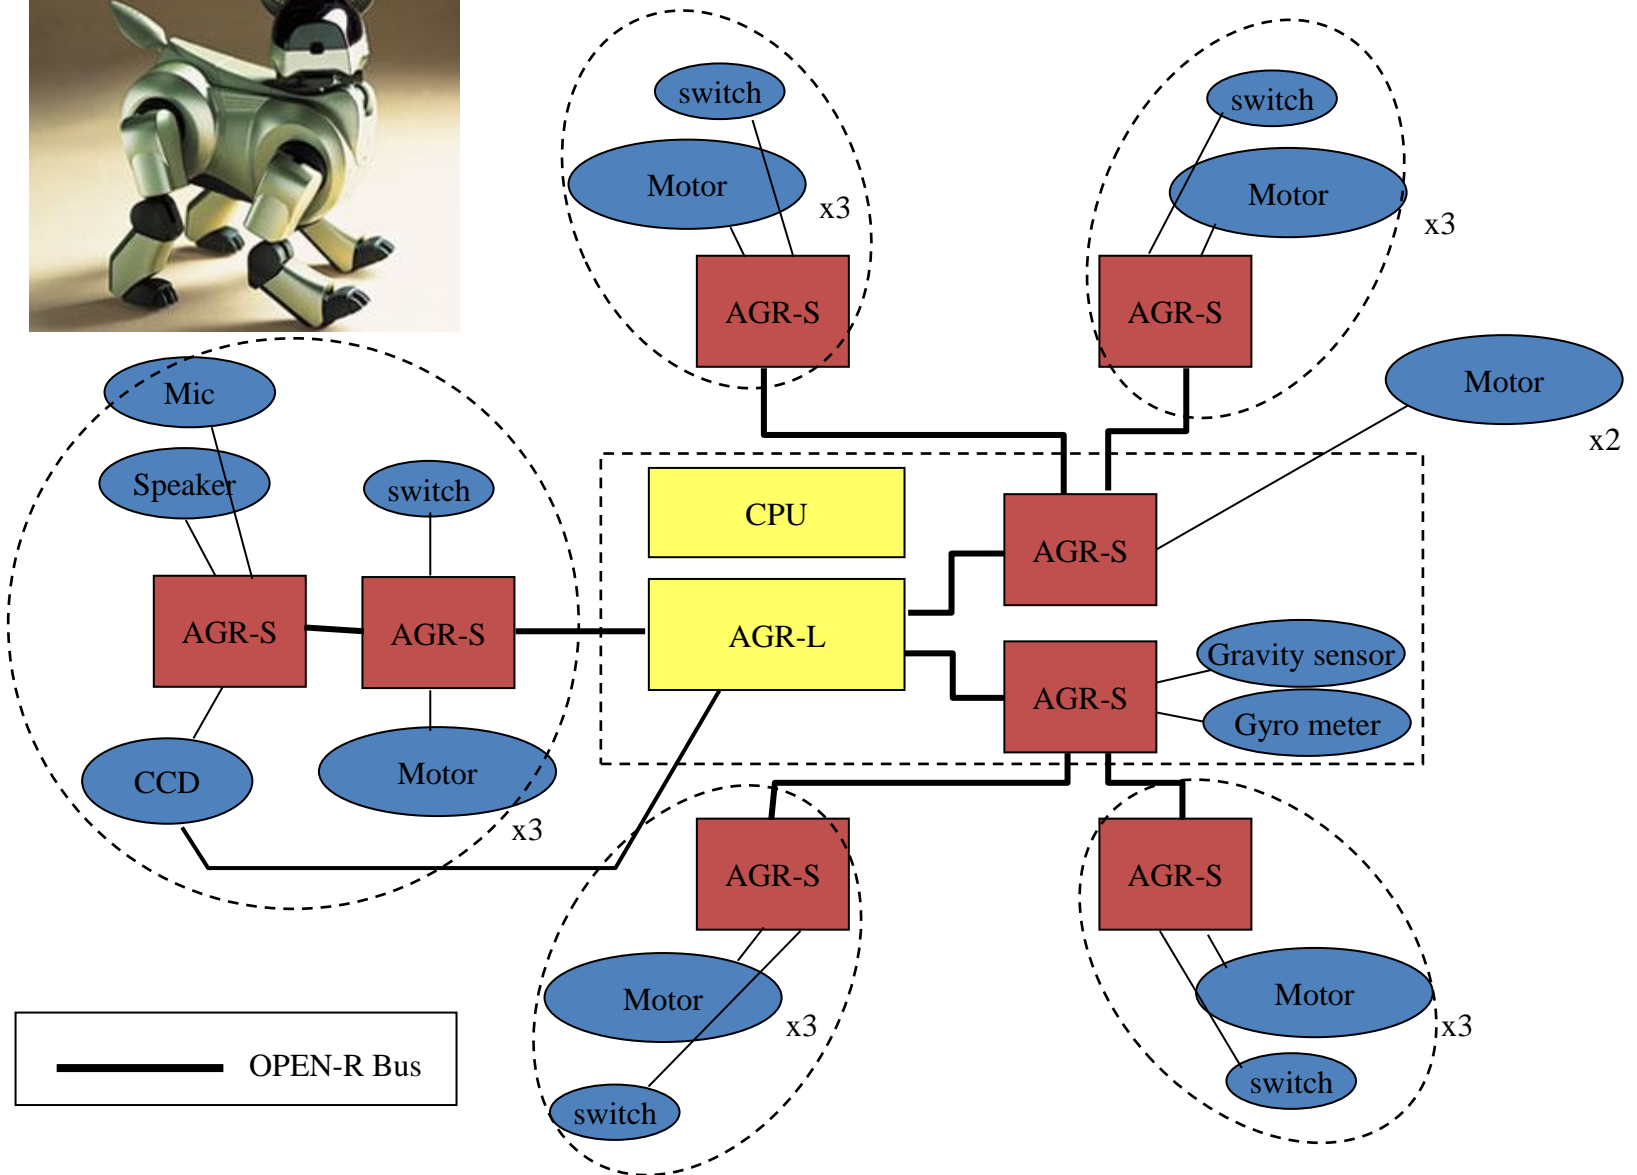 switch
Motor
x3
AGR-S
switch
Motor
x3
AGR-S
Motor
x2
Mic
Speaker
switch
AGR-S
AGR-S
CCD
Motor
x3
CPU
AGR-L
AGR-S
AGR-S
Gravity sensor
Gyro meter
AGR-S
Motor
x3
switch
AGR-S
Motor
x3
switch
OPEN-R Bus